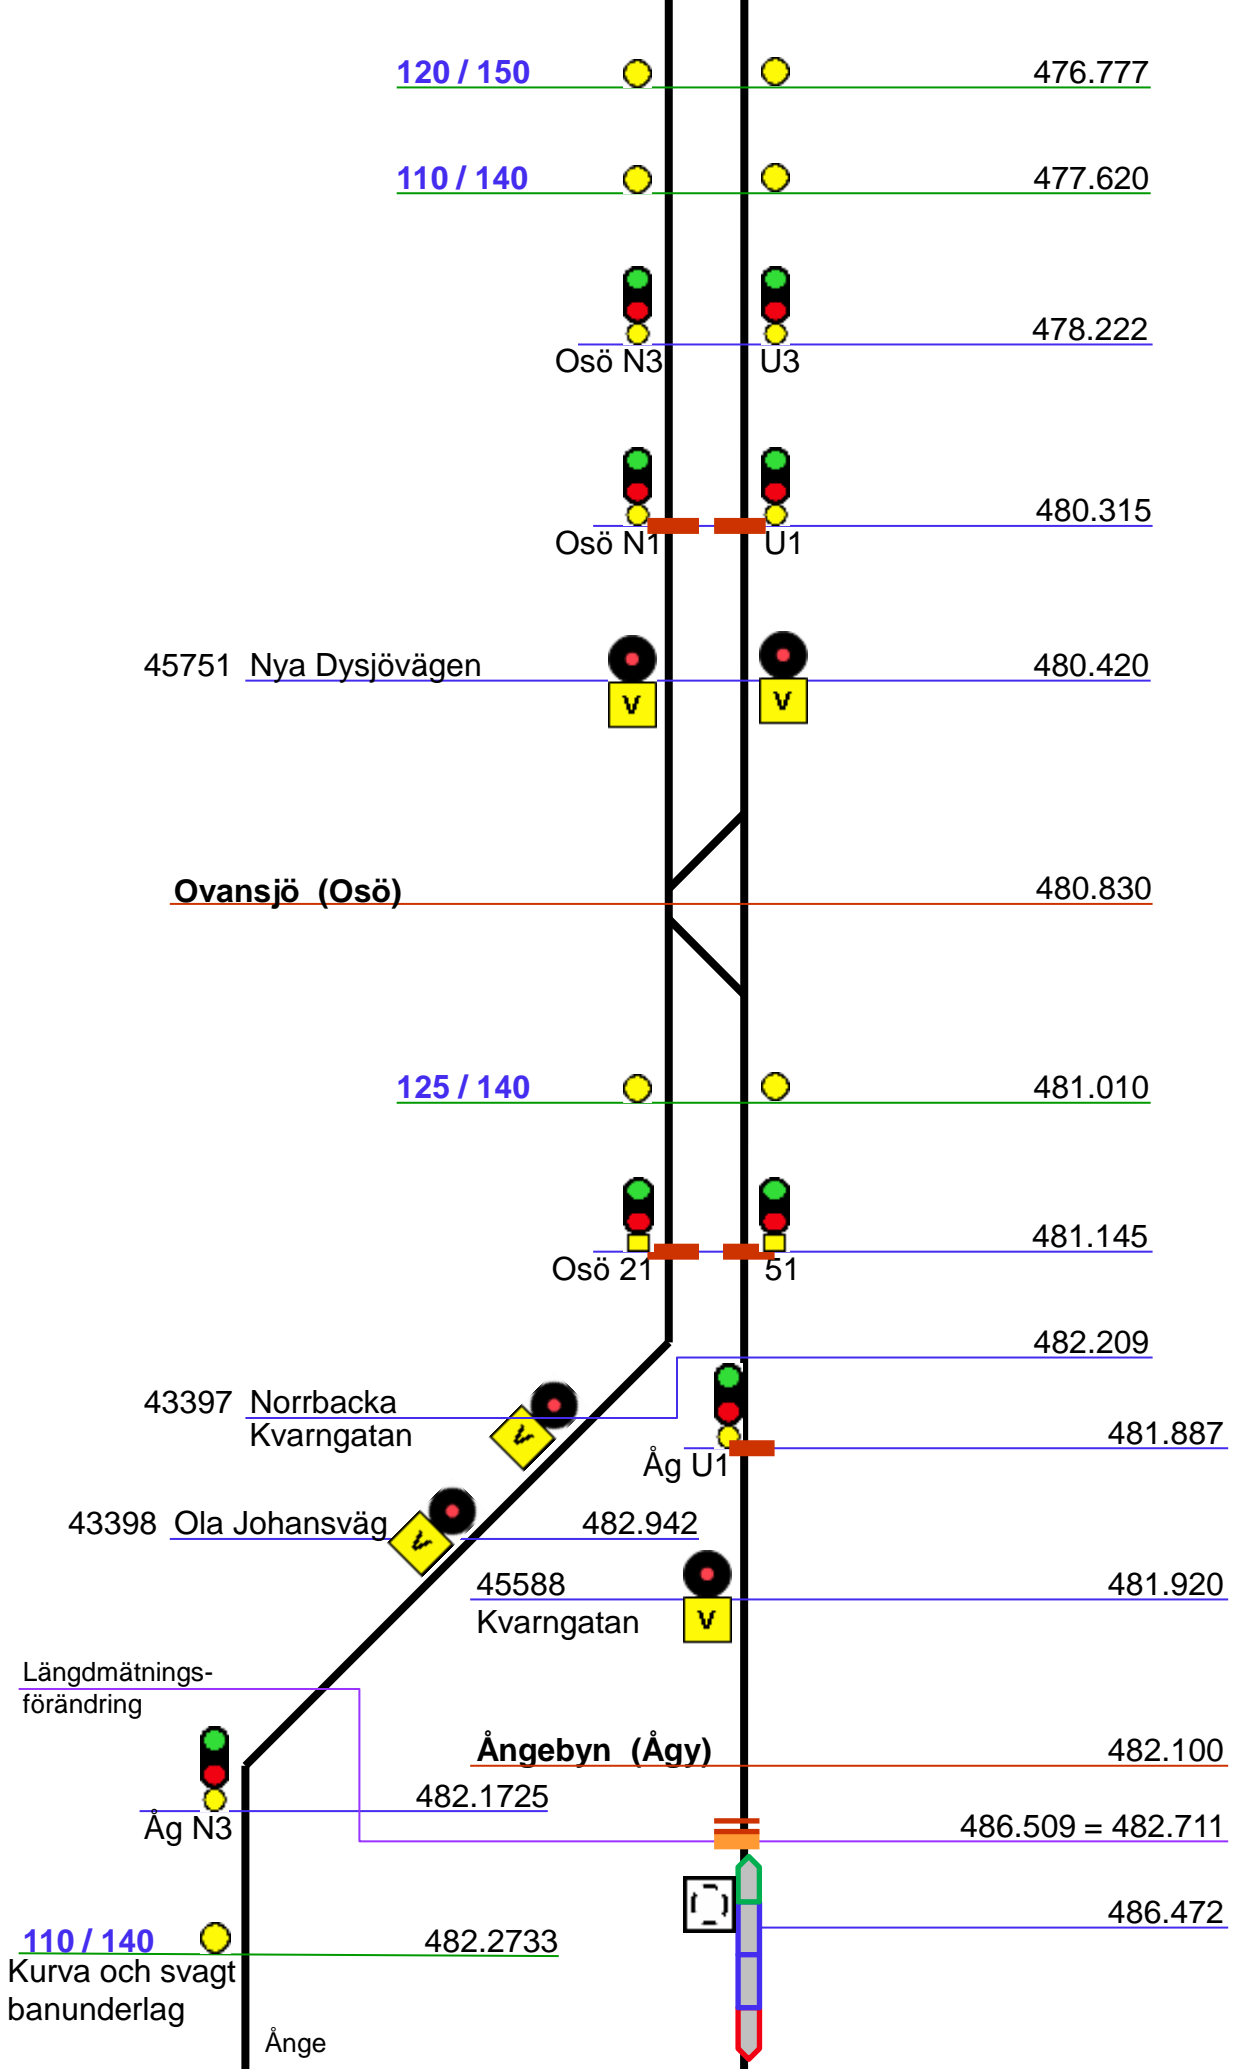 120 / 150 476.777
110 / 140 477.620
478.222
Osö N3 U3
480.315
Osö N1 U1
45751 Nya Dysjövägen 480.420
V V
Ovansjö (Osö) 480.830
125 / 140 481.010
481.145
Osö 21 51
482.209
43397 Norrbacka
Kvarngatan V
481.887
Åg U1
43398 Ola Johansväg 482.942
V
45588 481.920
Kvarngatan V
Längdmätnings-
förändring
Ångebyn (Ågy) 482.100
482.1725
Åg N3
486.509 = 482.711
486.472
110 / 140 482.2733
Kurva och svagt
banunderlag
Ånge